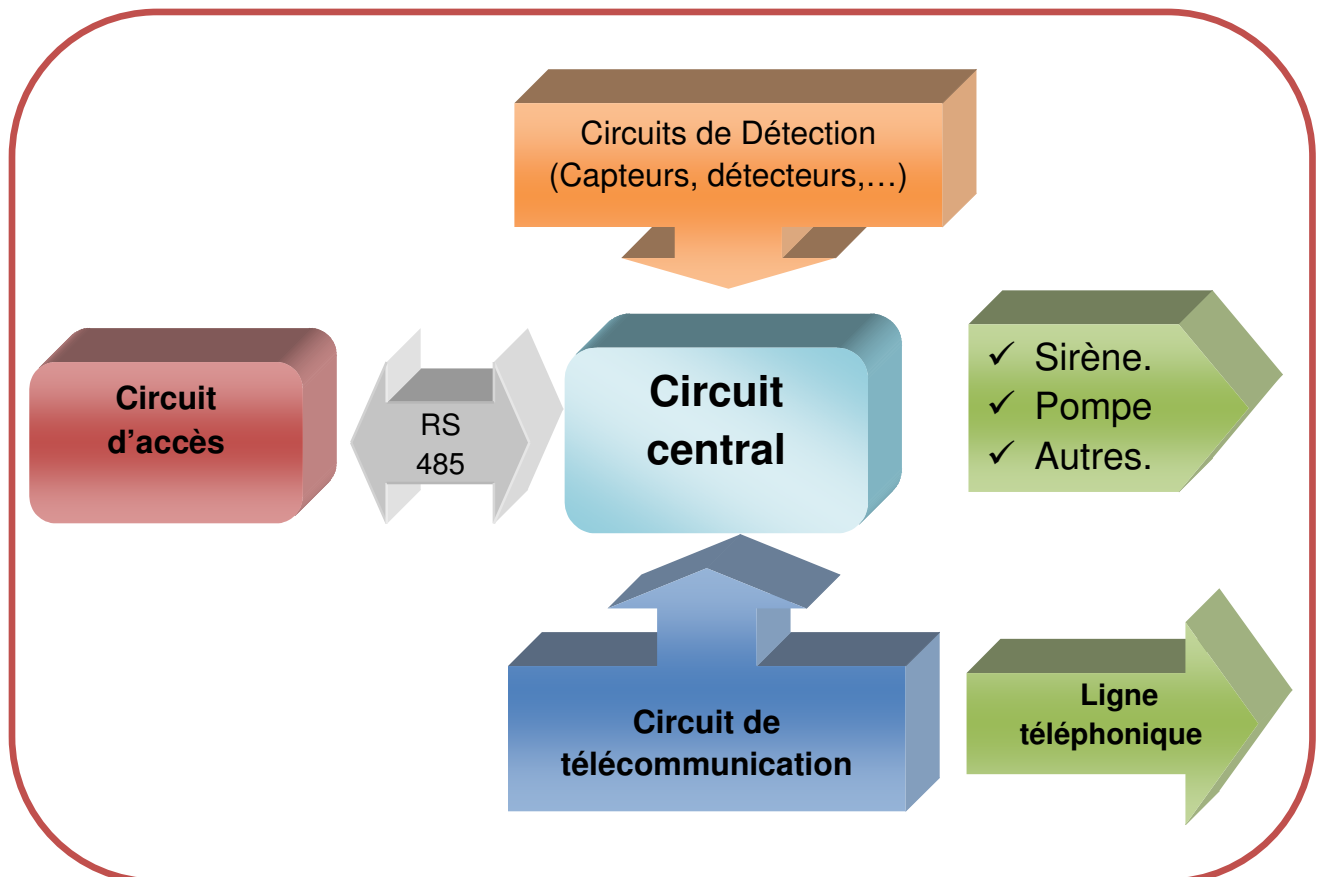 Circuits de Détection
(Capteurs, détecteurs,…)
Circuit
d’accès
RS
485
Circuit
central
✓ Sirène.
✓ Pompe
✓ Autres.
Circuit de
télécommunication
Ligne
téléphonique